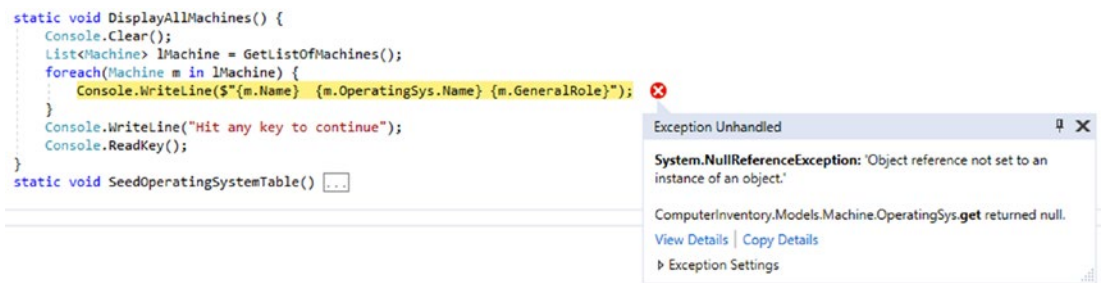 static void DisplayAllMachines() {
Console.Clear();
List<Machine> lMachine = GetListOfMachines();
foreach(Machine m in lMachine) {
Console.WriteLine($"{m.Name}  {m.OperatingSys.Name} {m.GeneralRole}");
}
Console.WriteLine("Hit any key to continue");
Console.ReadKey();
}
static void SeedOperatingSystemTable() ...
Exception Unhandled
System.NullReferenceException: 'Object reference not set to an
instance of an object.'
ComputerInventory.Models.Machine.OperatingSys.get returned null.
View Details | Copy Details
Exception Settings